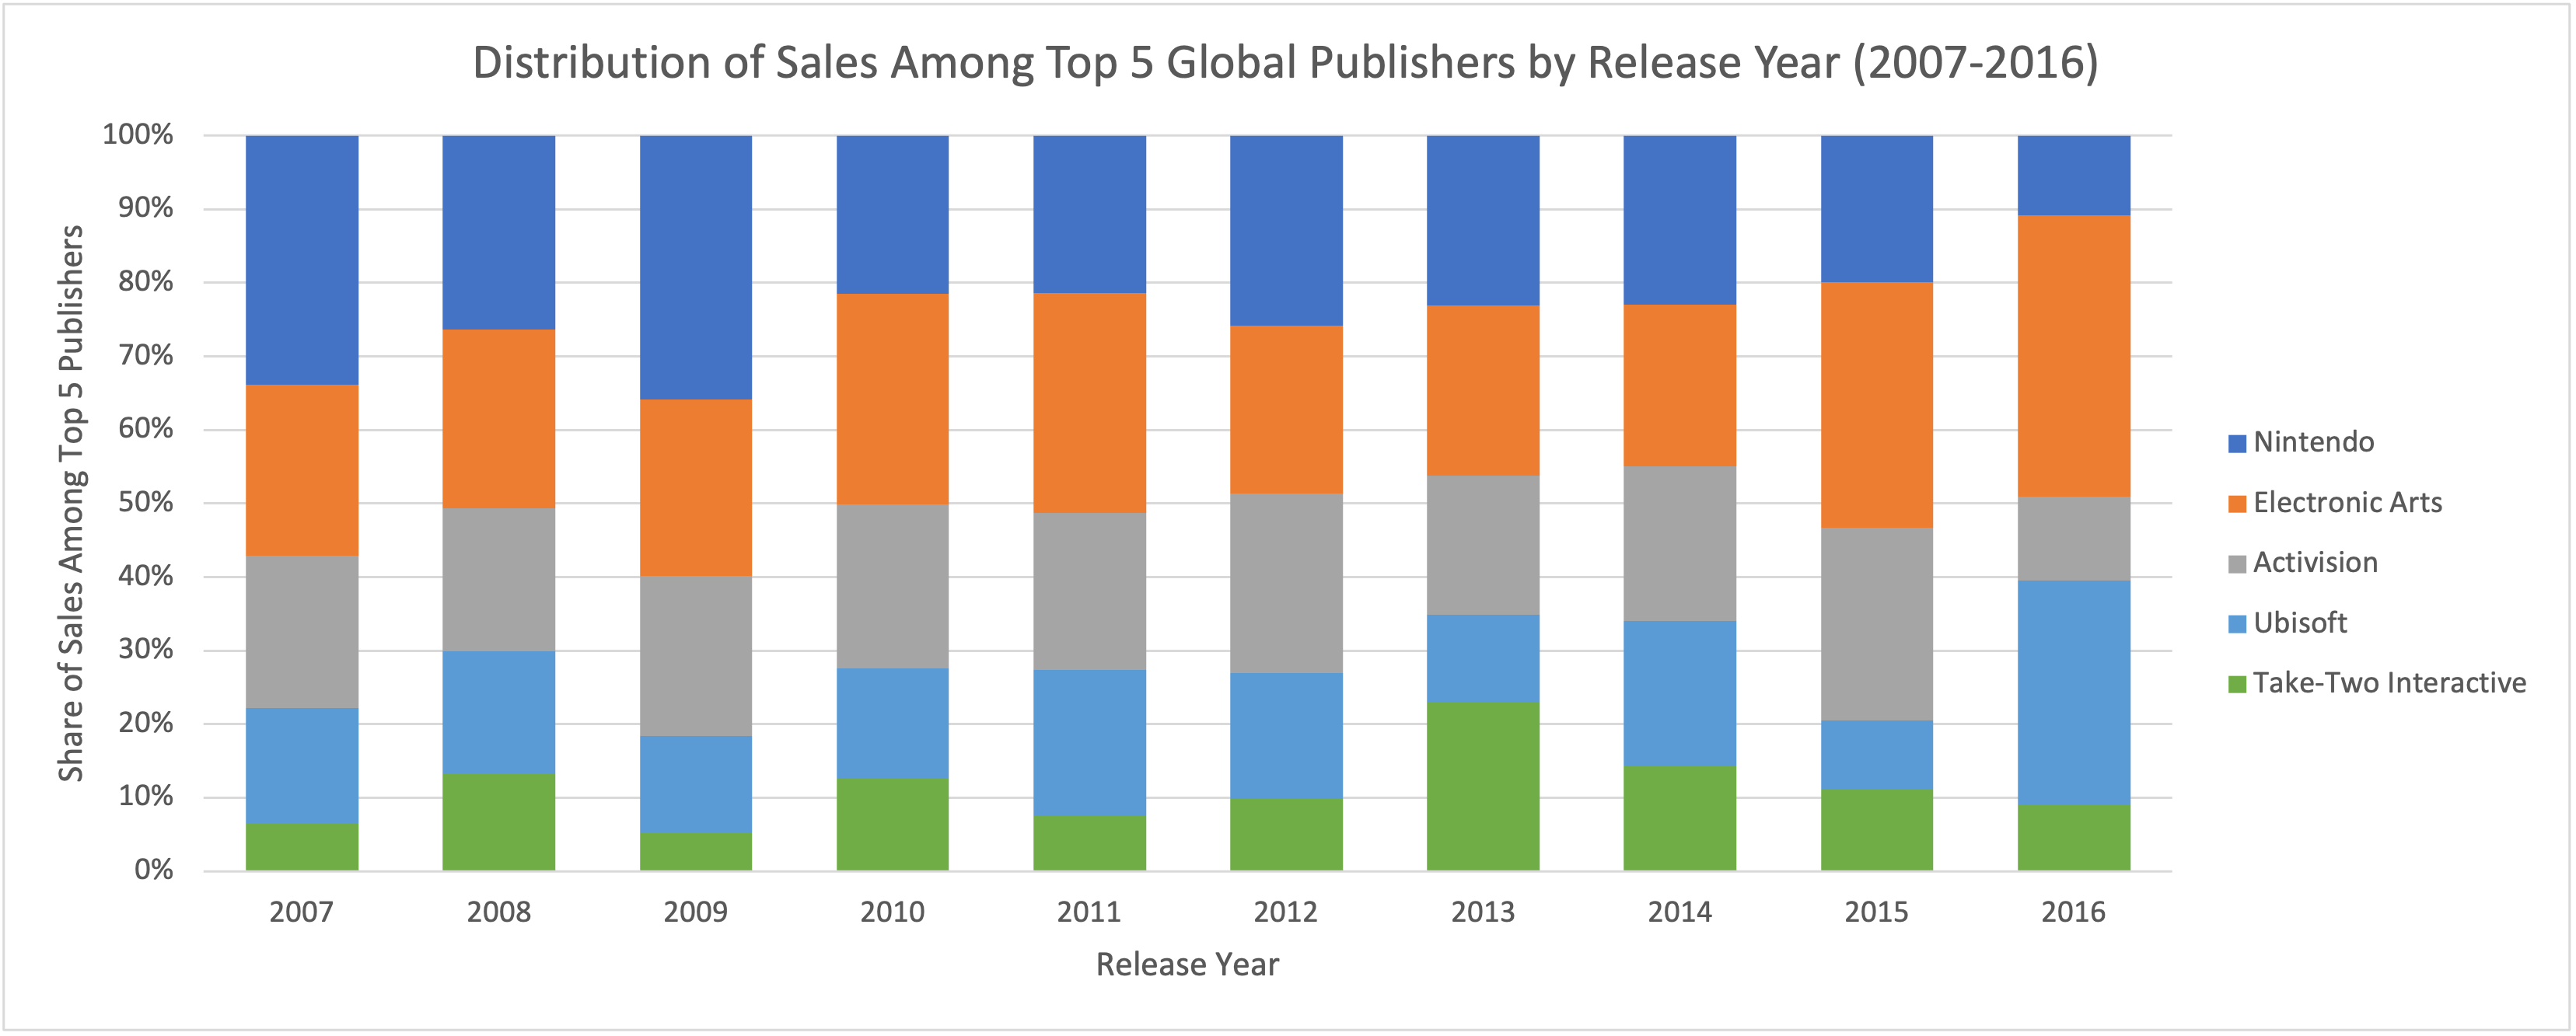 Distribution of Sales Among Top 5 Global Publishers by Release Year (2007-2016)
Share of Sales Among Top 5 Publishers
100%
90%
80%
70%
60%
50%
40%
30%
20%
10%
0%
2007 2008 2009 2010 2011 2012 2013 2014 2015 2016
Release Year
Nintendo
Electronic Arts
Activision
Ubisoft
Take-Two Interactive